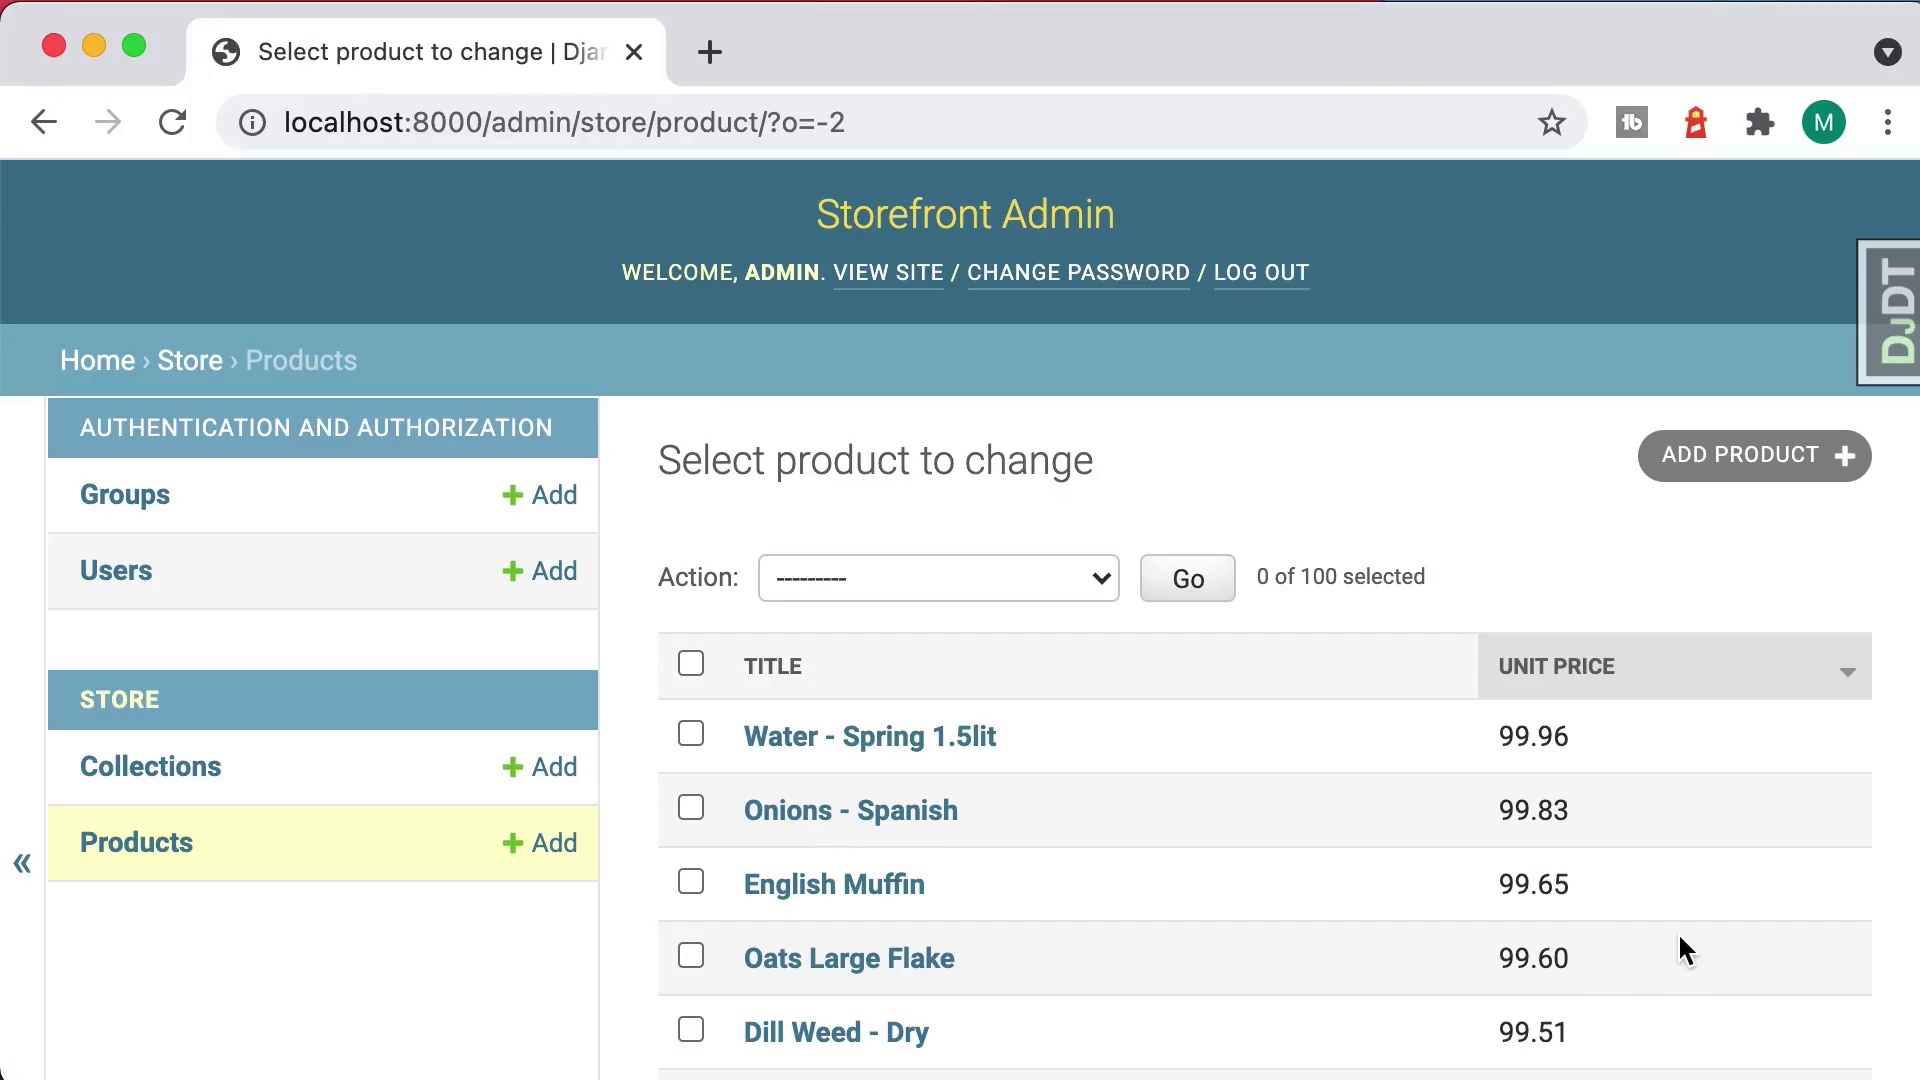 Select product to change | Djan
localhost:8000/admin/store/product/?o=-2
M
Storefront Admin
WELCOME, ADMIN. VIEW SITE / CHANGE PASSWORD / LOG OUT
DJDT
Home › Store › Products
AUTHENTICATION AND AUTHORIZATION
Groups + Add
Users + Add
STORE
Collections + Add
Products + Add
«
Select product to change
ADD PRODUCT +
Action: --------- Go 0 of 100 selected
TITLE UNIT PRICE
Water - Spring 1.5lit 99.96
Onions - Spanish 99.83
English Muffin 99.65
Oats Large Flake 99.60
Dill Weed - Dry 99.51